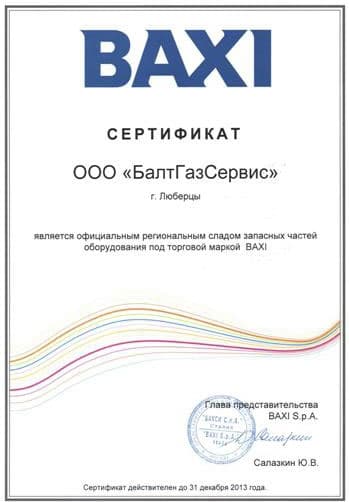 BAXI
СЕРТИФИКАТ
ООО «БалтГазСервис»
г. Люберцы
является официальным региональным сладом запасных частей
оборудования под торговой маркой BAXI
Глава представительства
BAXI S.p.A.
"BAXI S.p.A."
Салазкин Ю.В.
Сертификат действителен до 31 декабря 2013 года.